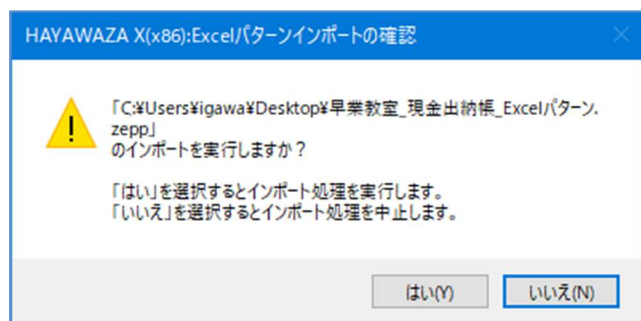 HAYAWAZA X(x86):Excelパターンインポートの確認
「C:¥Users¥igawa¥Desktop¥早業教室_現金出納帳_Excelパターン.
zepp」
のインポートを実行しますか？
「はい」を選択するとインポート処理を実行します。
「いいえ」を選択するとインポート処理を中止します。
はい(Y)
いいえ(N)